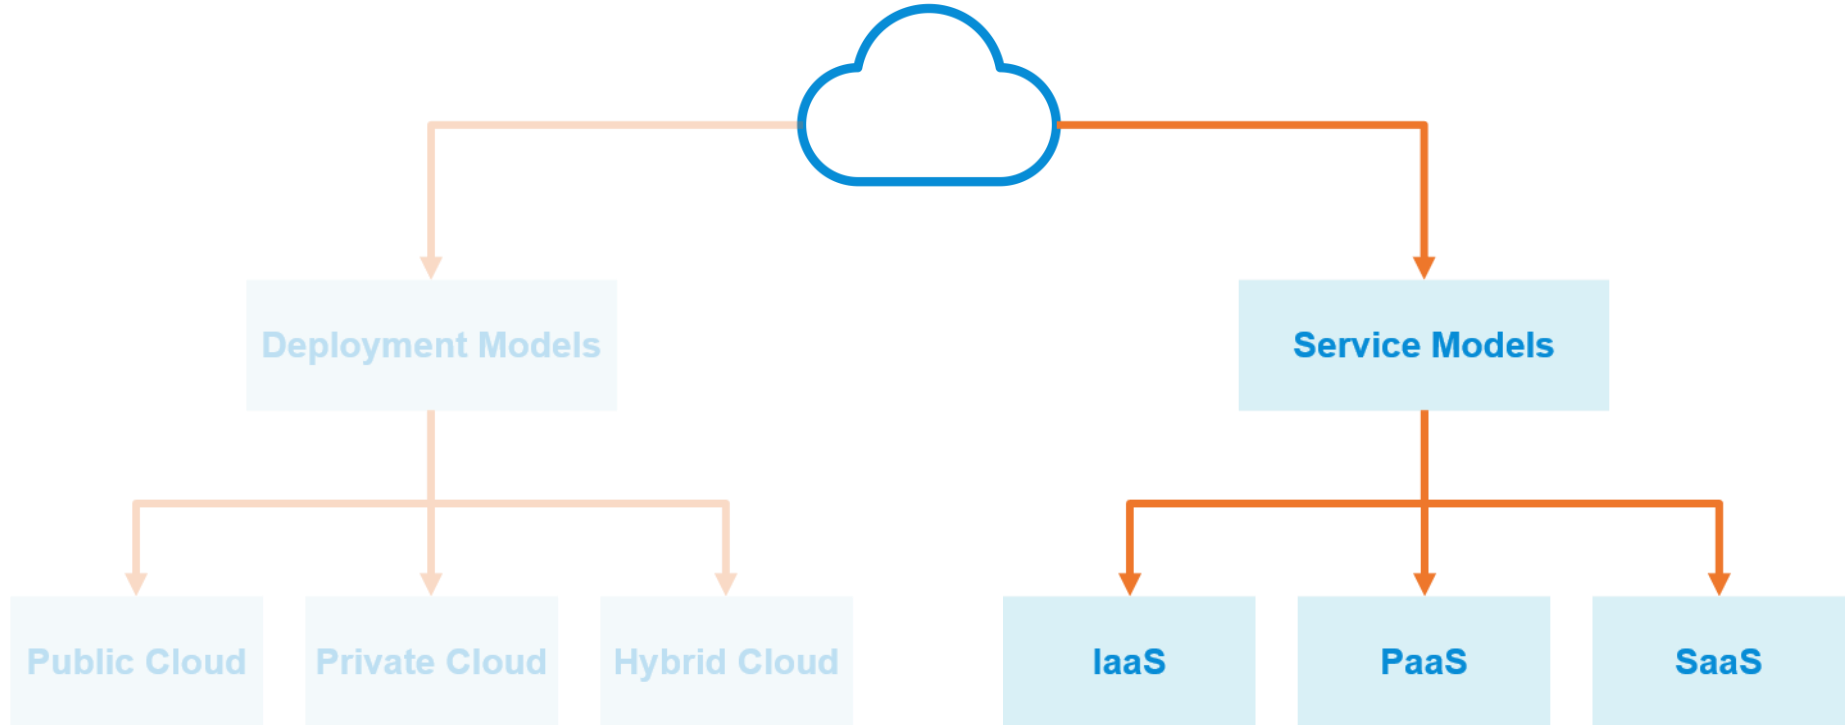 Deployment Models
Service Models
Public Cloud
Private Cloud
Hybrid Cloud
IaaS
PaaS
SaaS